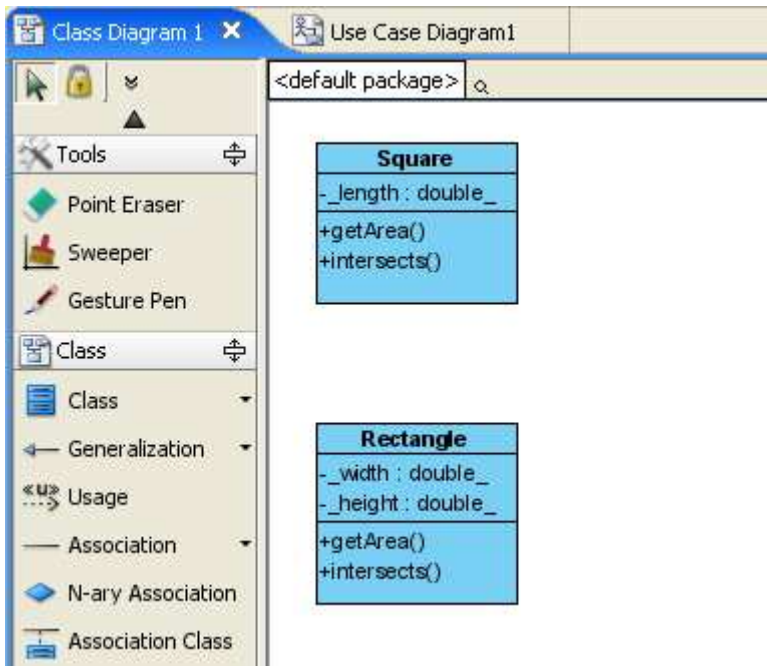 Class Diagram 1
Use Case Diagram1
<default package>
Tools
Point Eraser
Sweeper
Gesture Pen
Class
Class
Generalization
«U»
Usage
Association
N-ary Association
Association Class
Square
-_length : double_
+getArea()
+intersects()
Rectangle
-_width : double_
-_height : double_
+getArea()
+intersects()